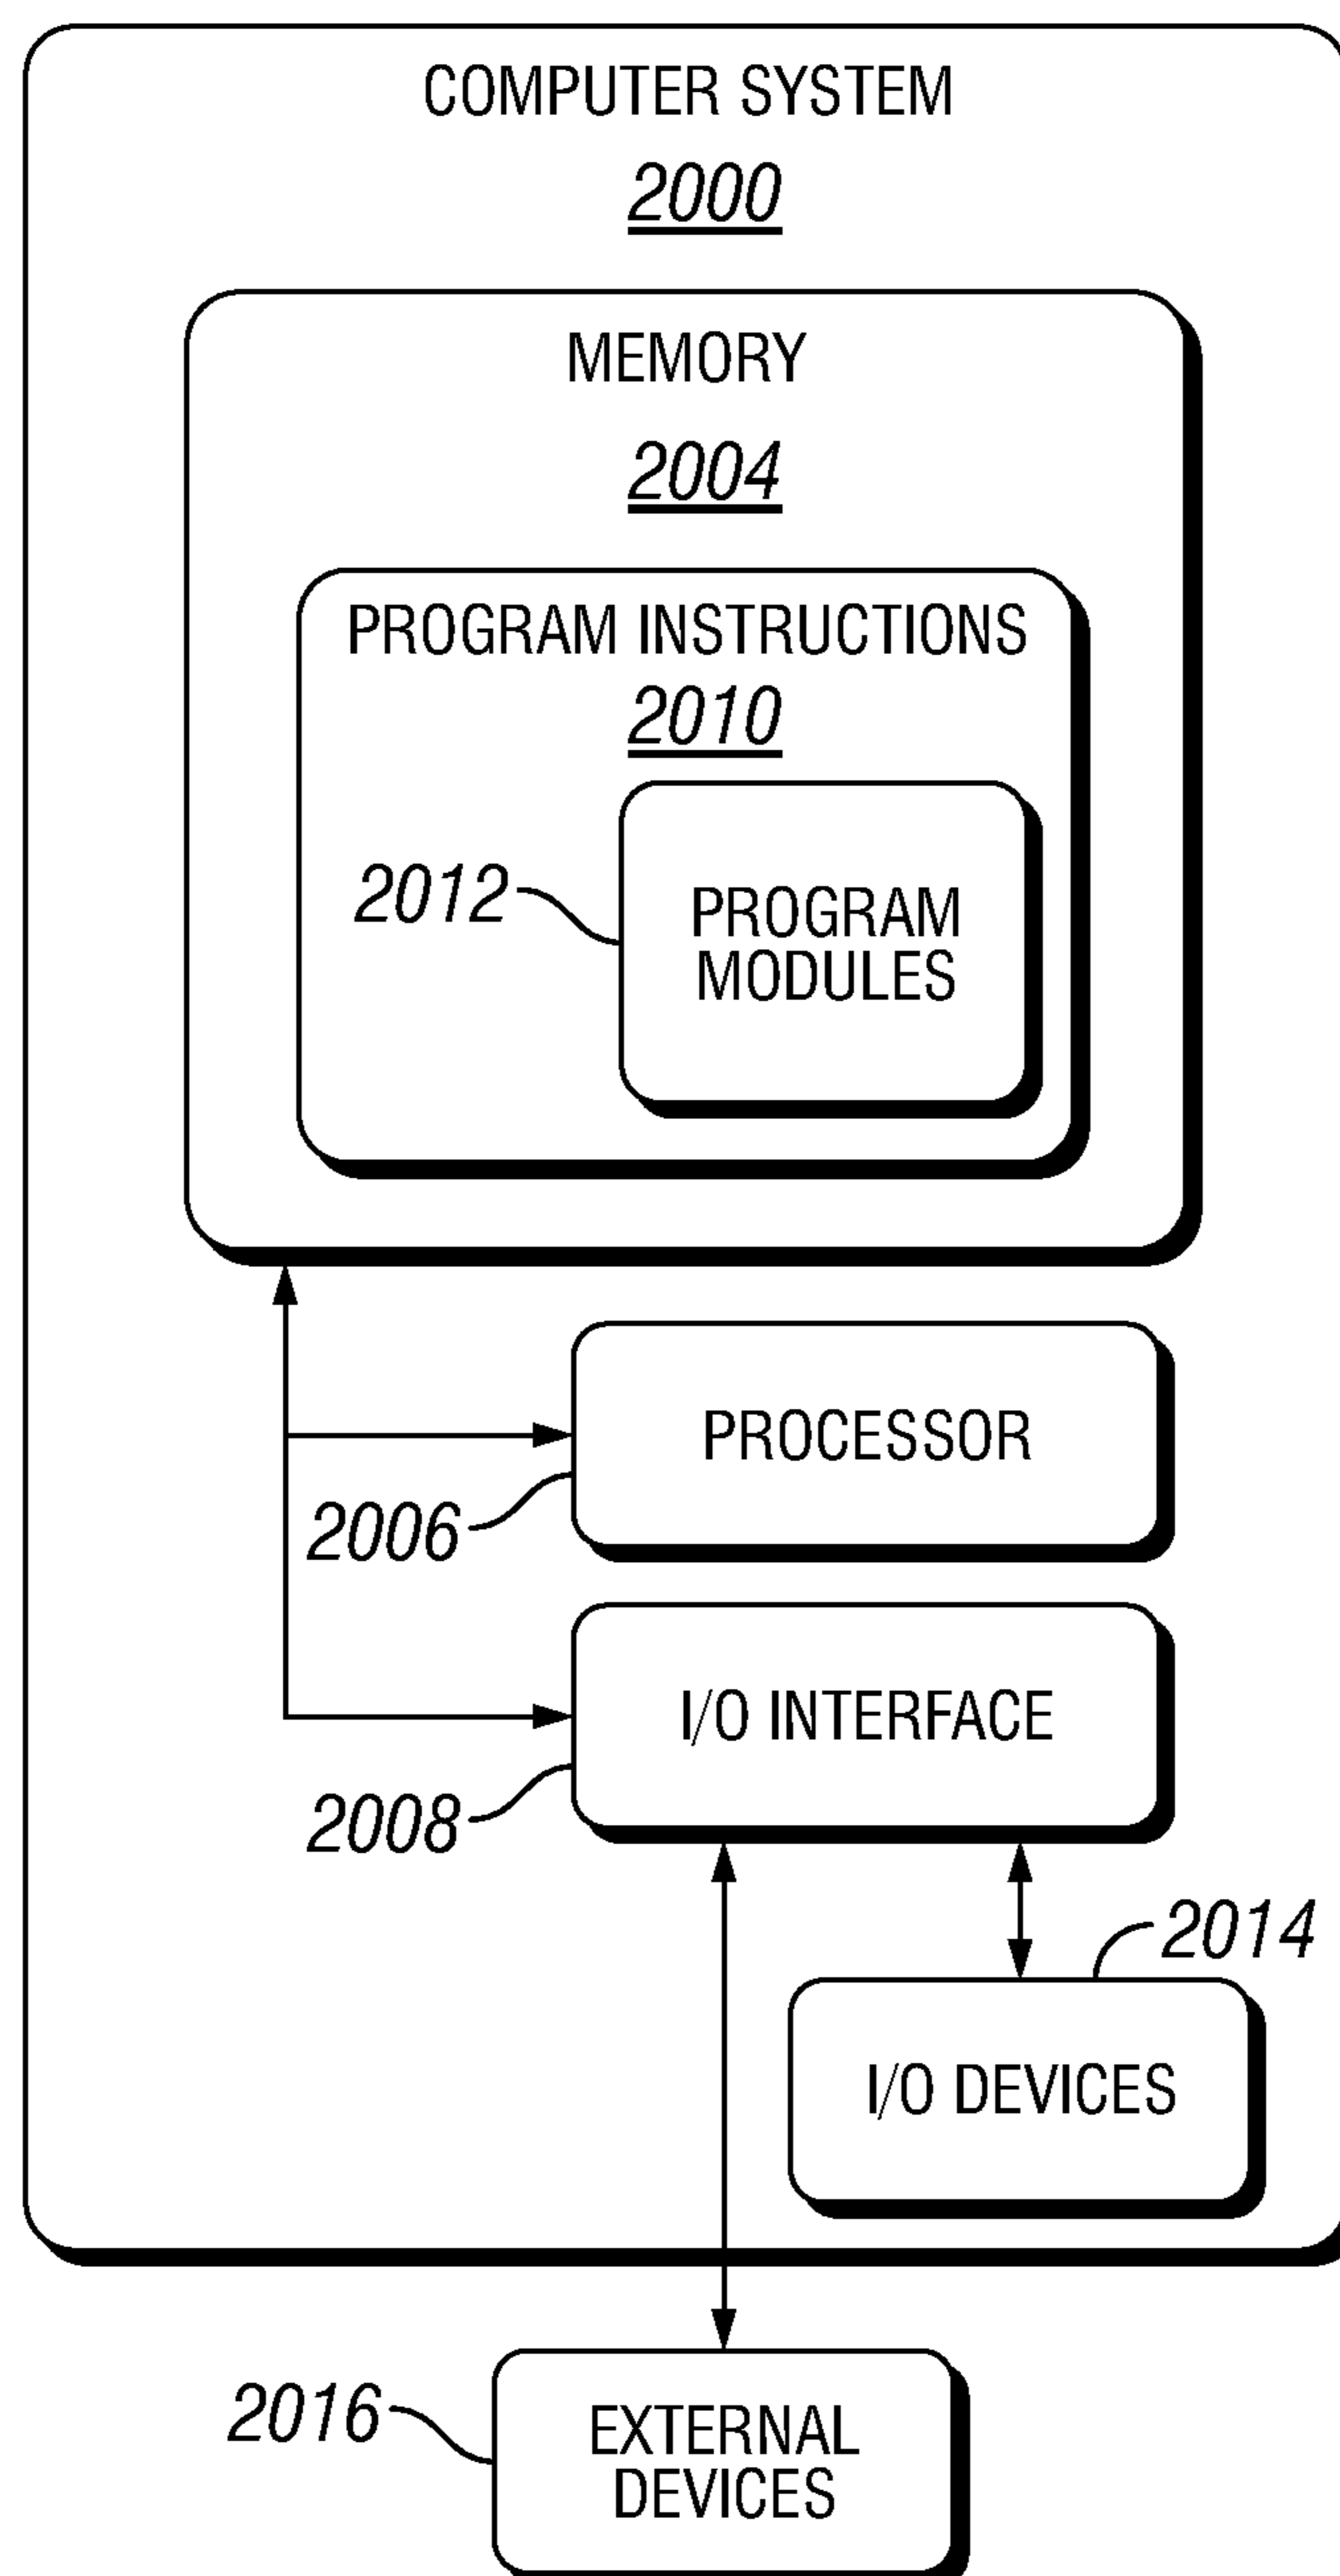 COMPUTER SYSTEM
2000
MEMORY
2004
PROGRAM INSTRUCTIONS
2010
2012
PROGRAM
MODULES
PROCESSOR
2006
I/O INTERFACE
2008
2014
I/O DEVICES
2016
EXTERNAL
DEVICES